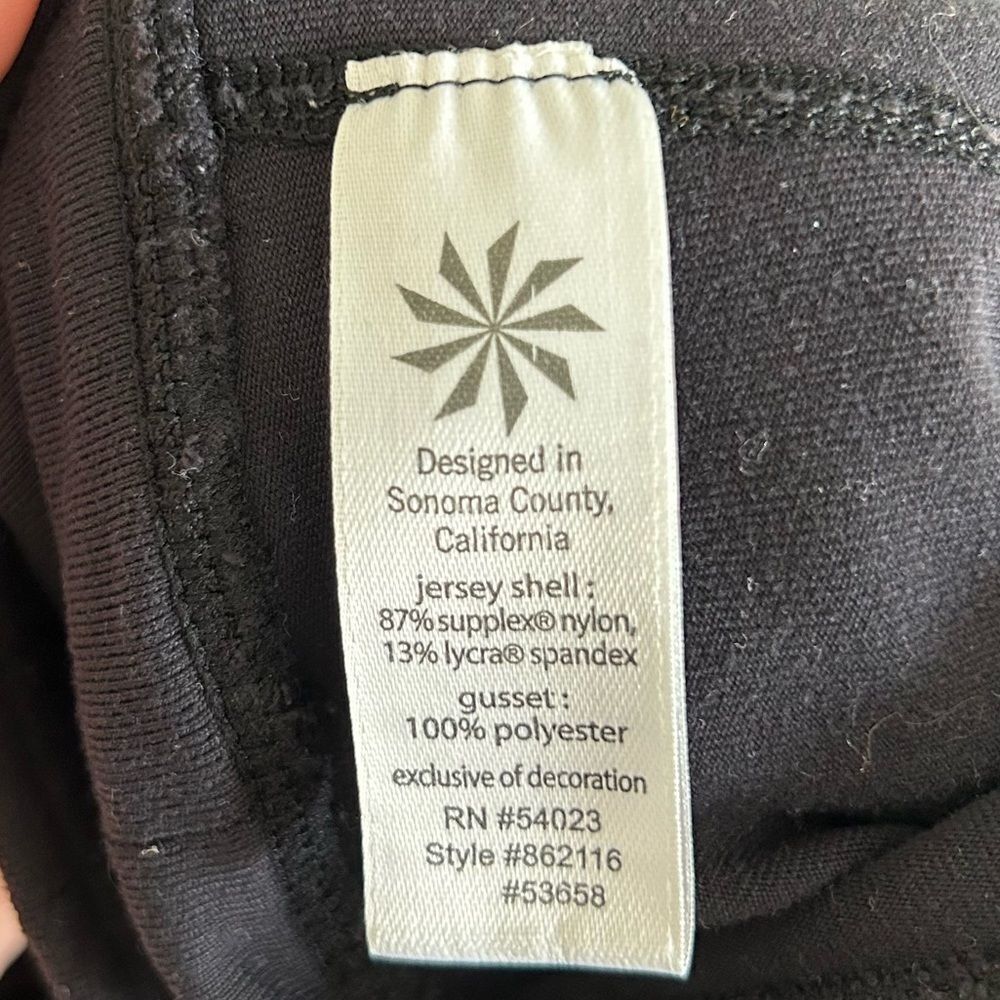 Designed in
Sonoma County,
California
jersey shell :
87% supplex® nylon,
13% lycra® spandex
gusset :
100% polyester
exclusive of decoration
RN #54023
Style #862116
#53658